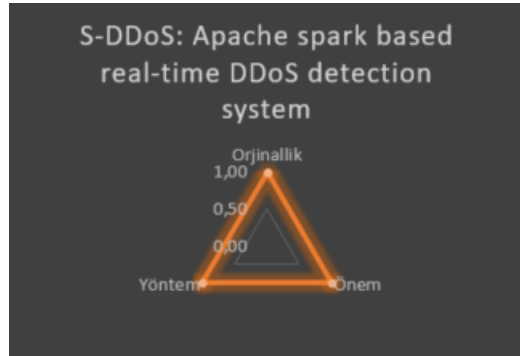 S-DDoS: Apache spark based
real-time DDoS detection
system
Orjinallik
1,00
0,50
0,00
Yöntem
Önem